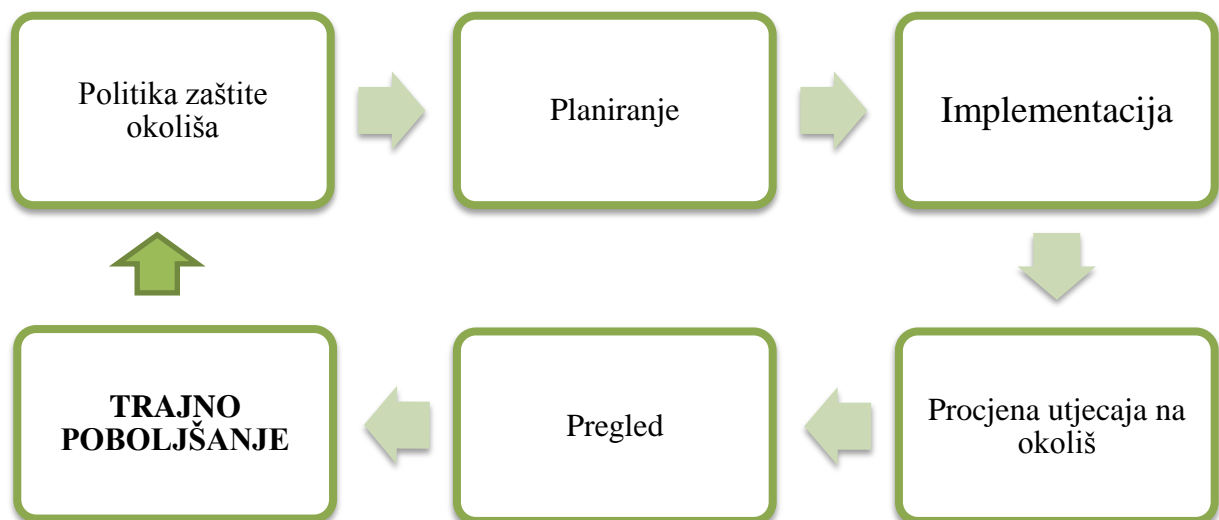 Politika zaštite
okoliša
Planiranje
Implementacija
TRAJNO
POBOLJŠANJE
Pregled
Procjena utjecaja na
okoliš